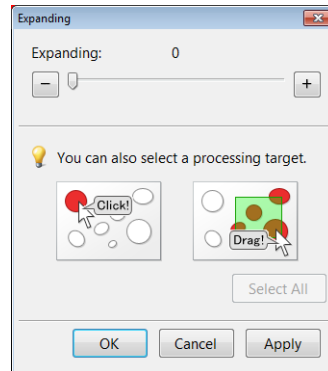 Expanding
Expanding: 0
You can also select a processing target.
Click!
Drag!
Select All
OK Cancel Apply